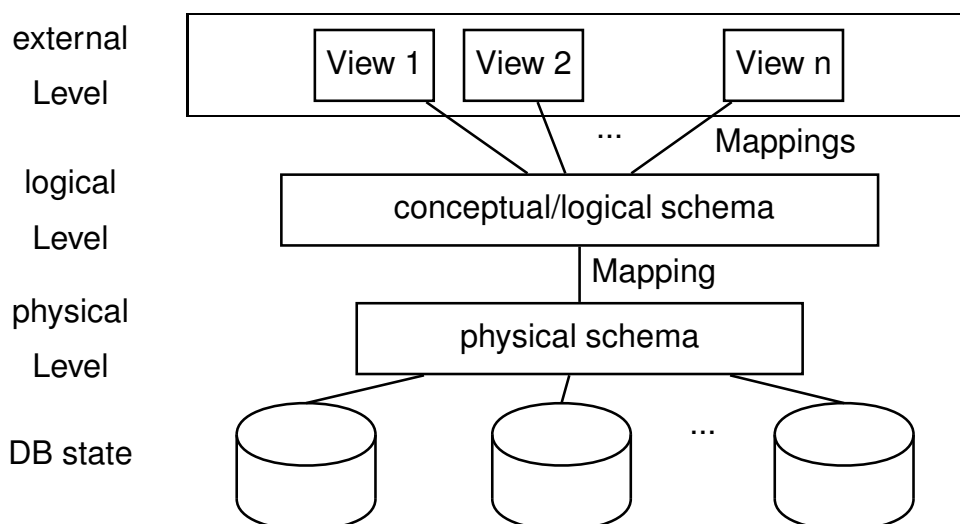 external
Level
View 1
View 2
View n
...
Mappings
logical
Level
conceptual/logical schema
Mapping
physical
Level
physical schema
DB state
...